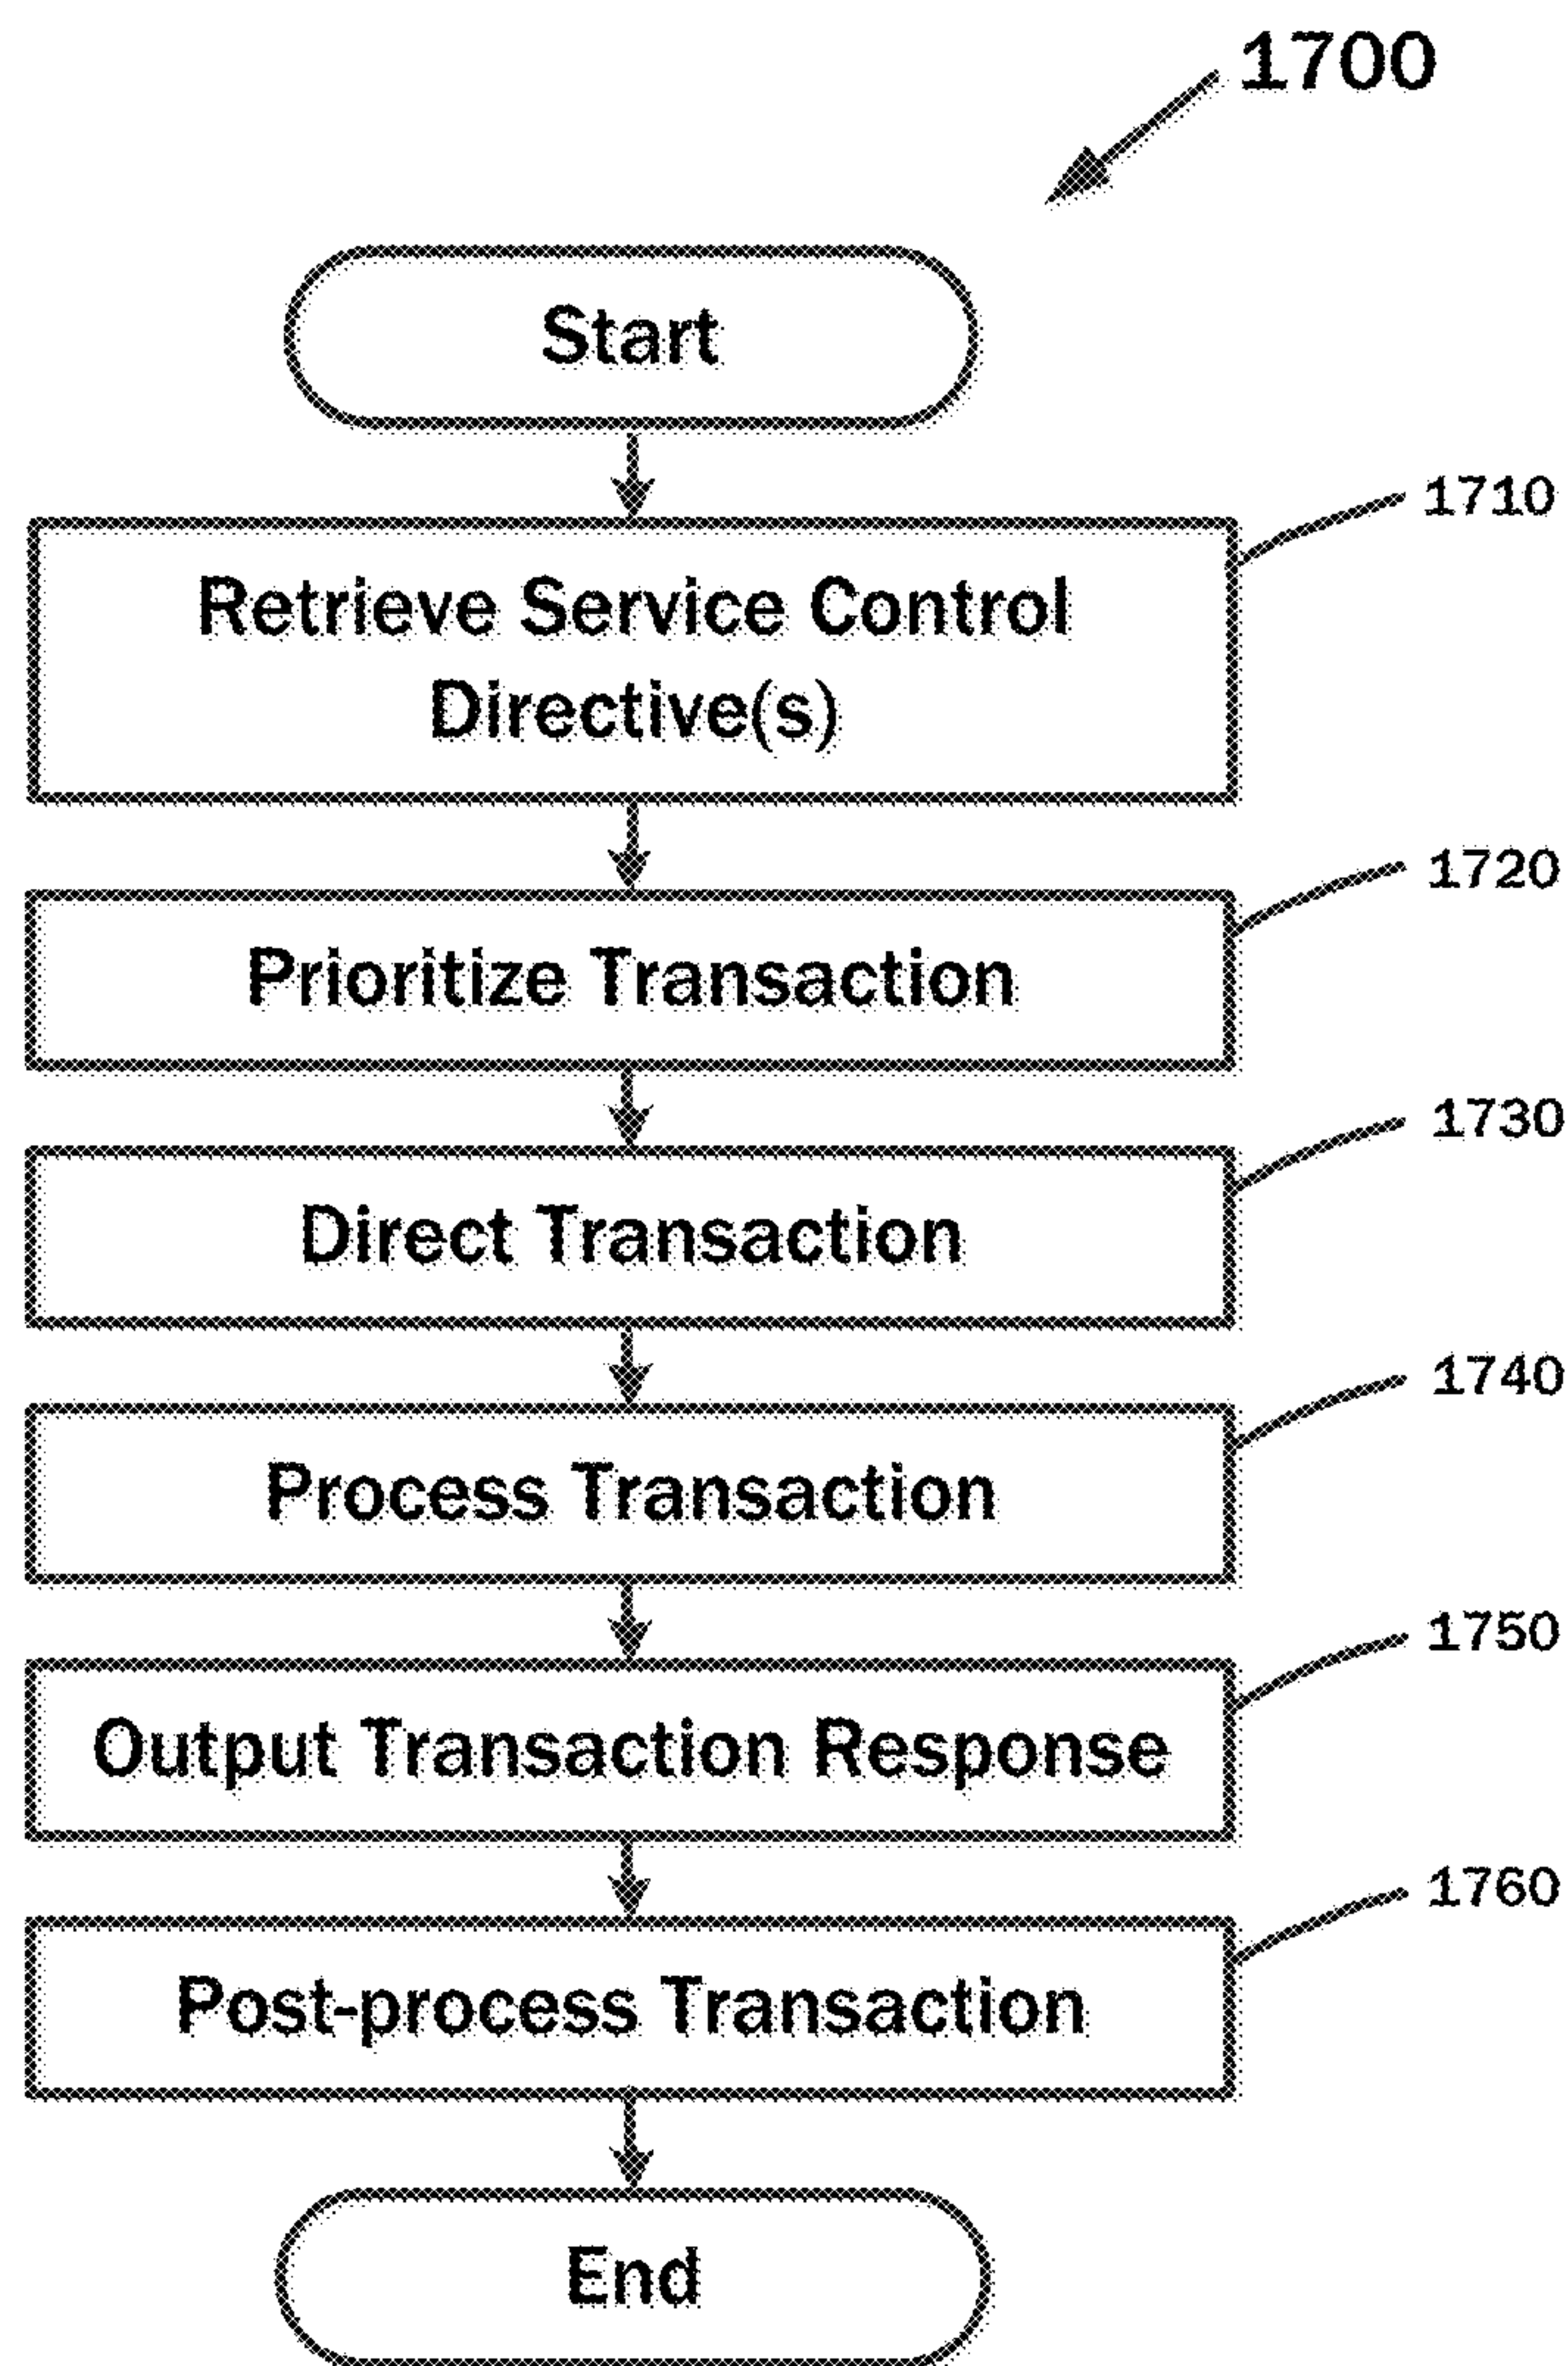 1700
Start
1710
Retrieve Service Control
Directive(s)
1720
Prioritize Transaction
1730
Direct Transaction
1740
Process Transaction
1750
Output Transaction Response
1760
Post-process Transaction
End